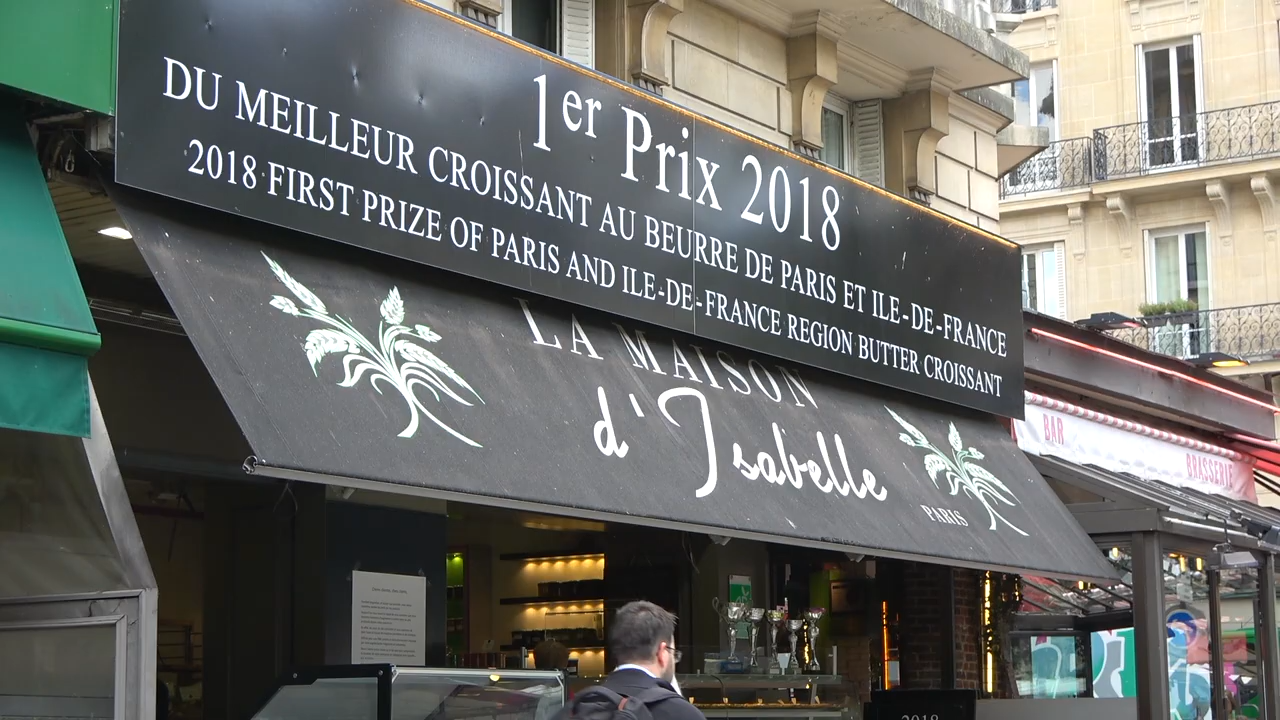 1er Prix 2018
DU MEILLEUR CROISSANT AU BEURRE DE PARIS ET ILE-DE-FRANCE
2018 FIRST PRIZE OF PARIS AND ILE-DE-FRANCE REGION BUTTER CROISSANT
LA MAISON
d'Isabelle
PARIS
BAR
BRASSERIE
2018